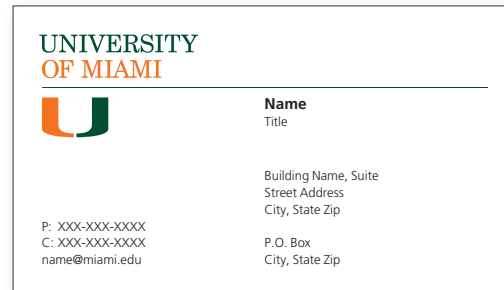 UNIVERSITY
OF MIAMI
U
Name
Title
Building Name, Suite
Street Address
City, State Zip
P: XXX-XXX-XXXX
C: XXX-XXX-XXXX
name@miami.edu
P.O. Box
City, State Zip